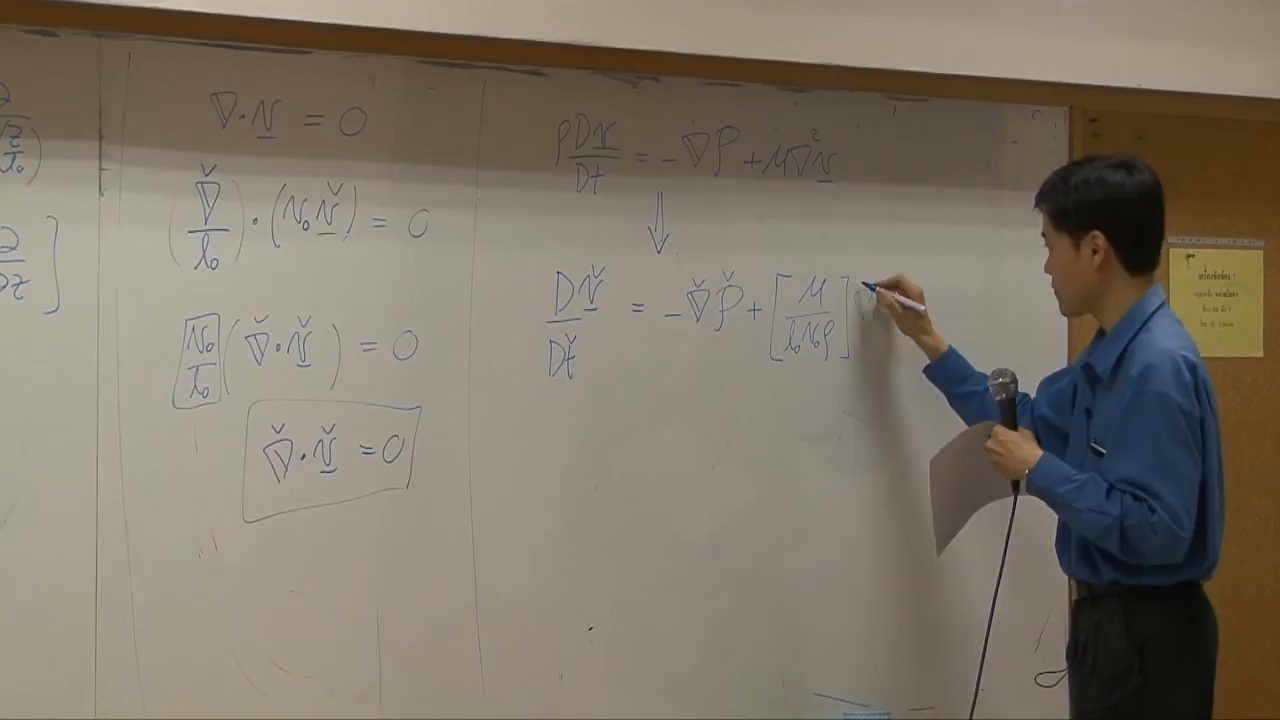 ∇·v̲ = 0
(∇̌/l₀)·(v₀v̲̌) = 0
v₀/l₀ (∇̌·v̲̌) = 0
∇̌·v̲̌ = 0
ρDv̲/Dt = -∇P + μ∇²v̲
⇓
Dv̲̌/Dť = -∇̌P̌ + [μ/l₀v₀ρ]